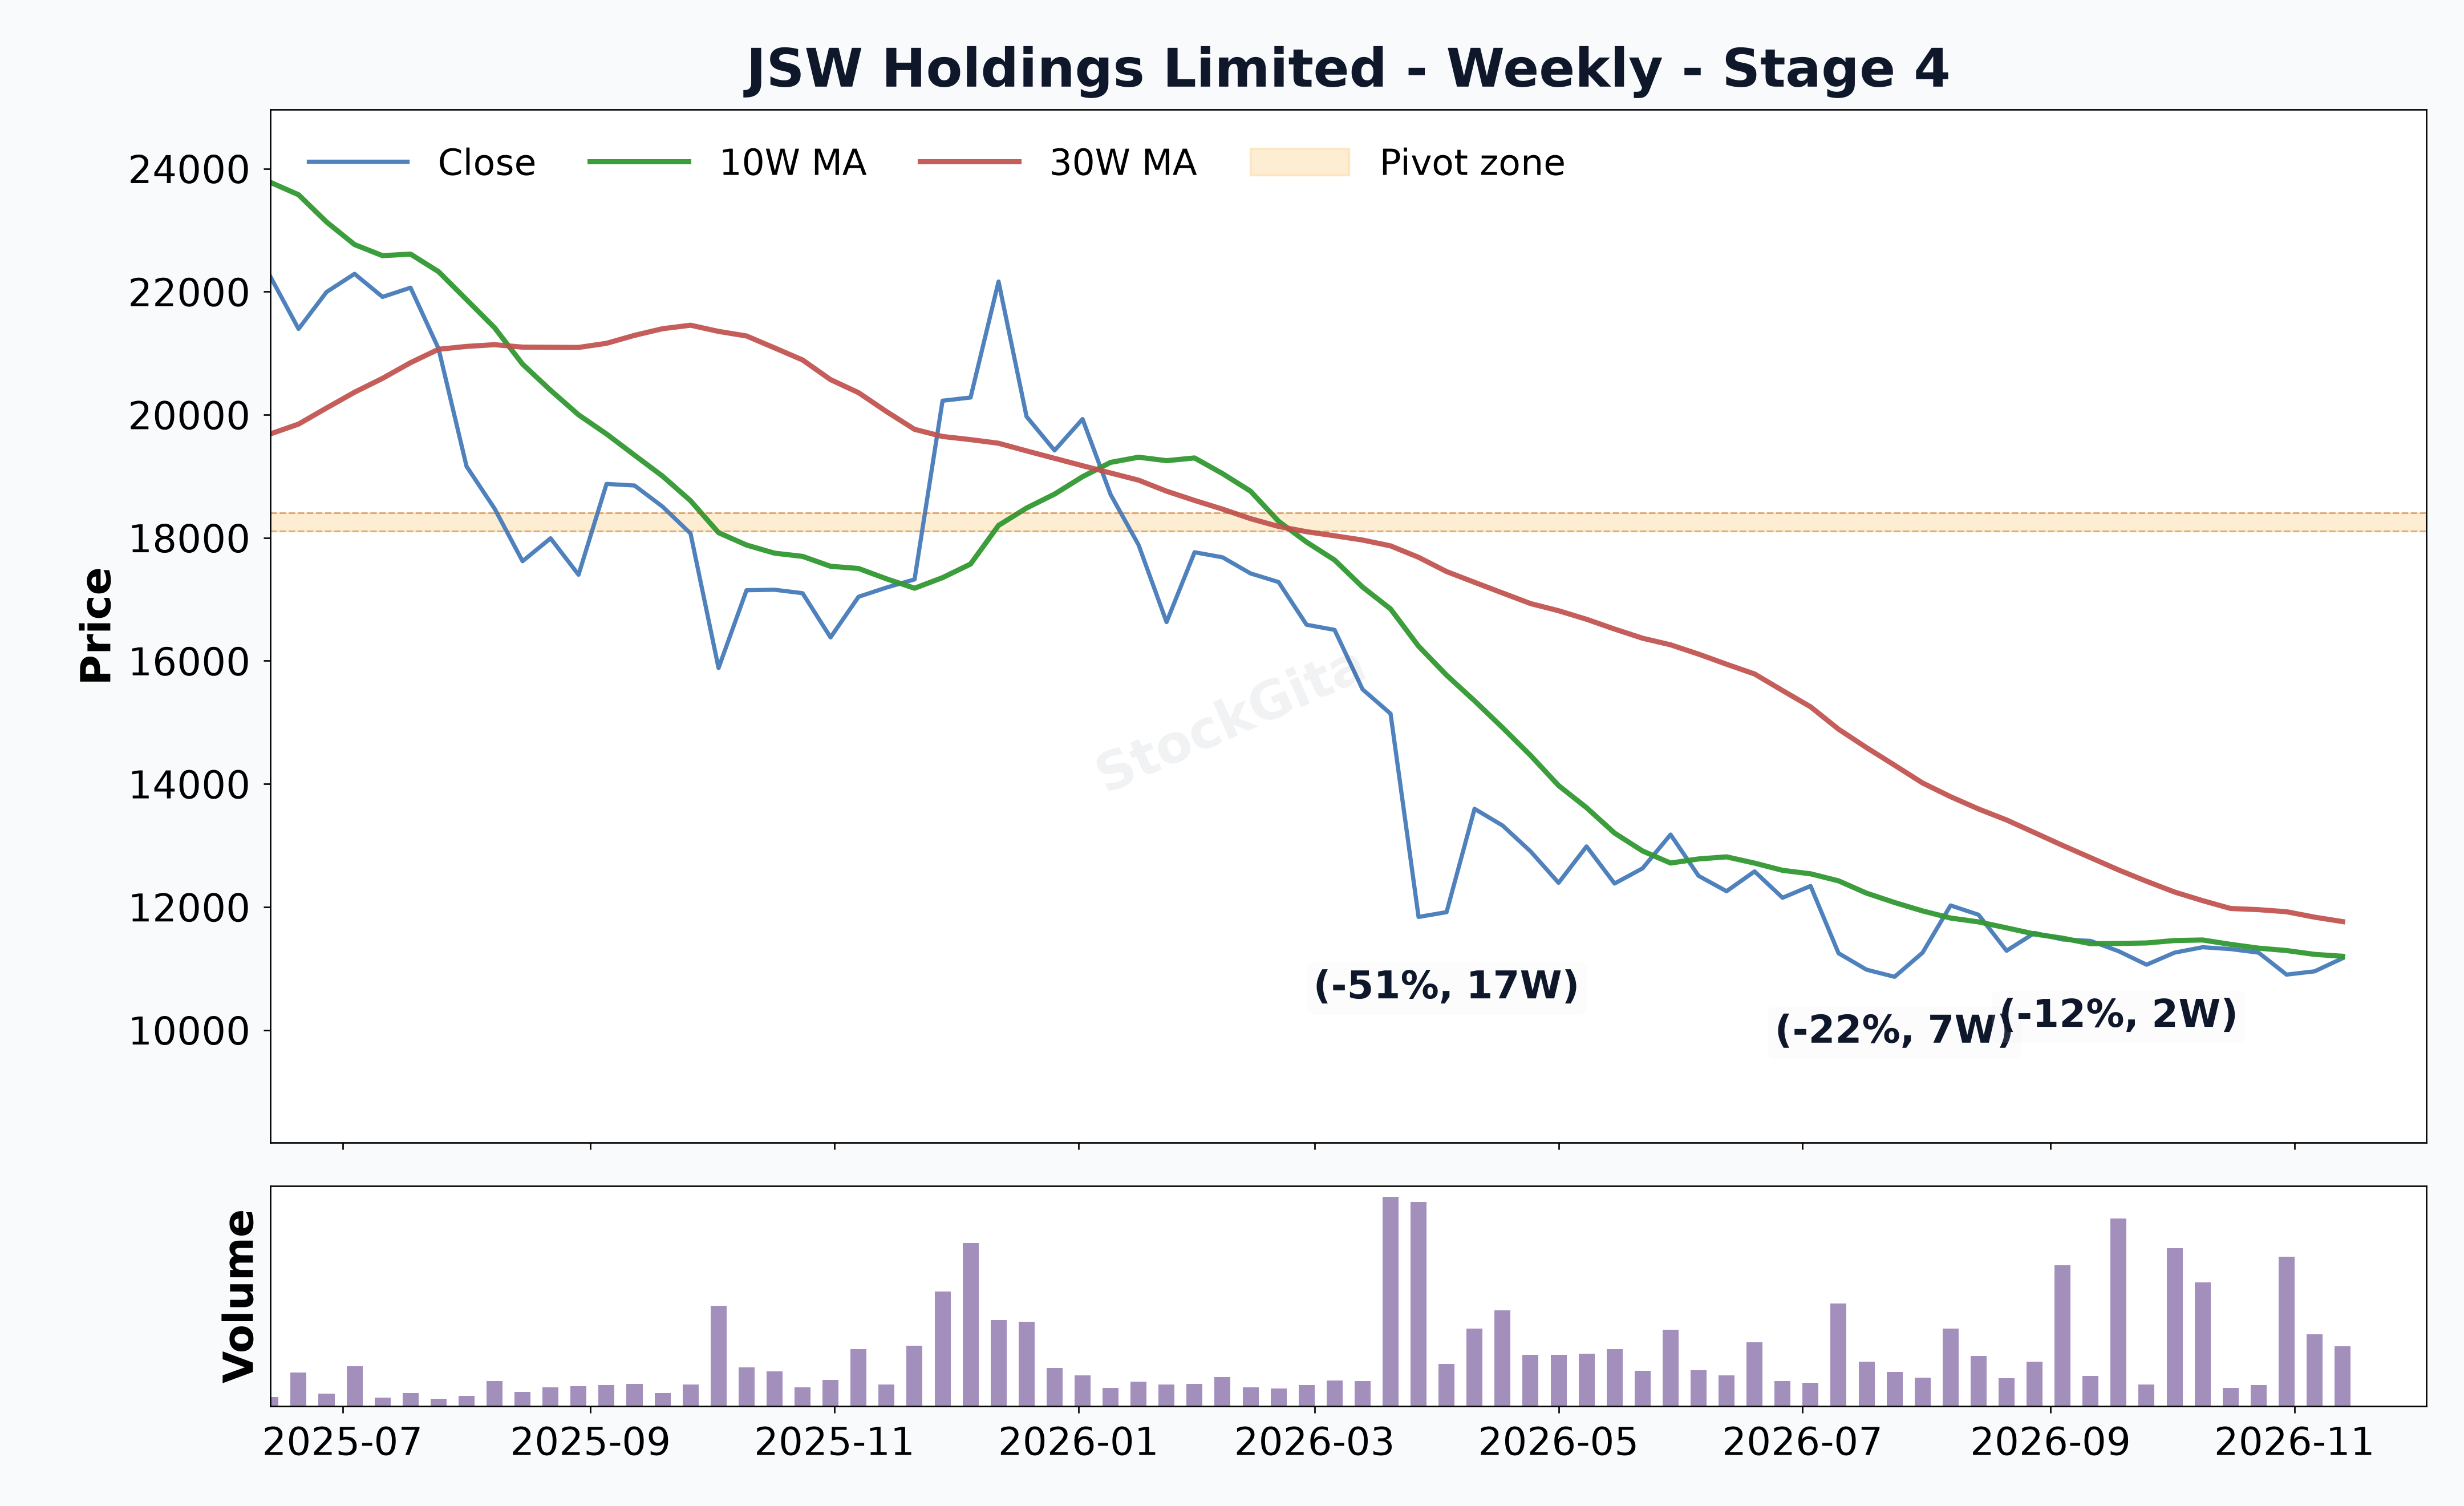 JSW Holdings Limited - Weekly - Stage 4
Close 10W MA 30W MA Pivot zone
24000
22000
20000
18000
16000
14000
12000
10000
Price
StockGita
(-51%, 17W)
(-22%, 7W)
(-12%, 2W)
Volume
2025-07 2025-09 2025-11 2026-01 2026-03 2026-05 2026-07 2026-09 2026-11